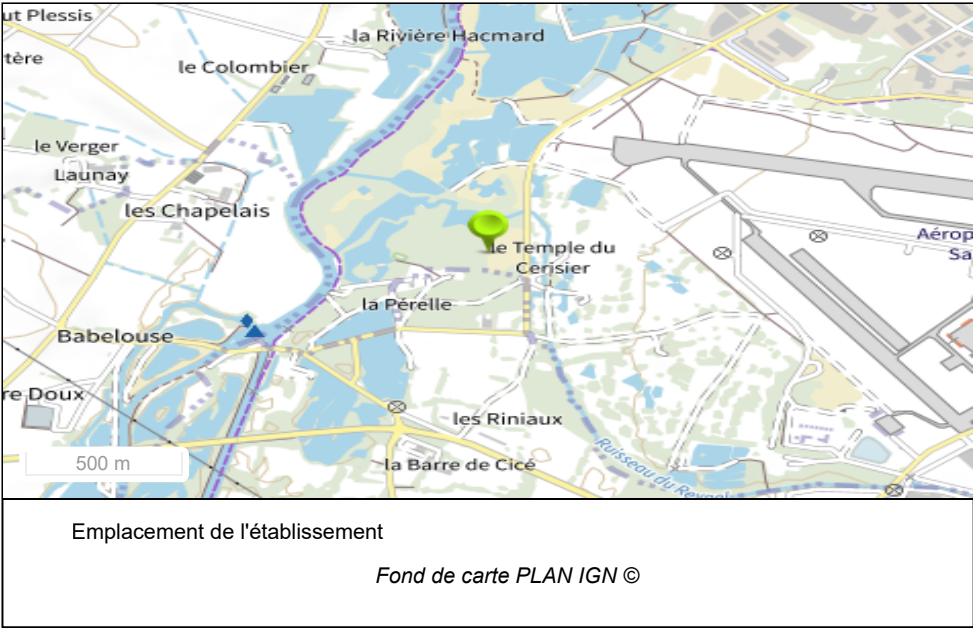 ut Plessis
la Rivière Hacmard
tère
le Colombier
le Verger
Launay
les Chapelais
le Temple du
Cerisier
Aérop
Sa
la Pérelle
Babelouse
re Doux
les Riniaux
la Barre de Cicé
Ruisseau du
500 m
Emplacement de l'établissement
Fond de carte PLAN IGN ©